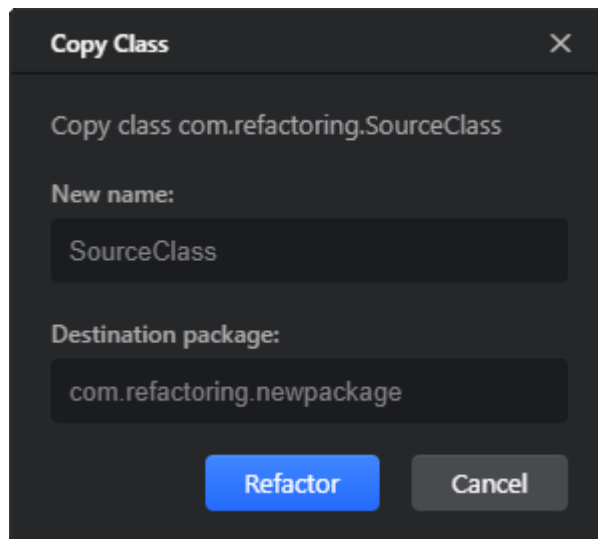 Copy Class
Copy class com.refactoring.SourceClass
New name:
SourceClass
Destination package:
com.refactoring.newpackage
Refactor Cancel